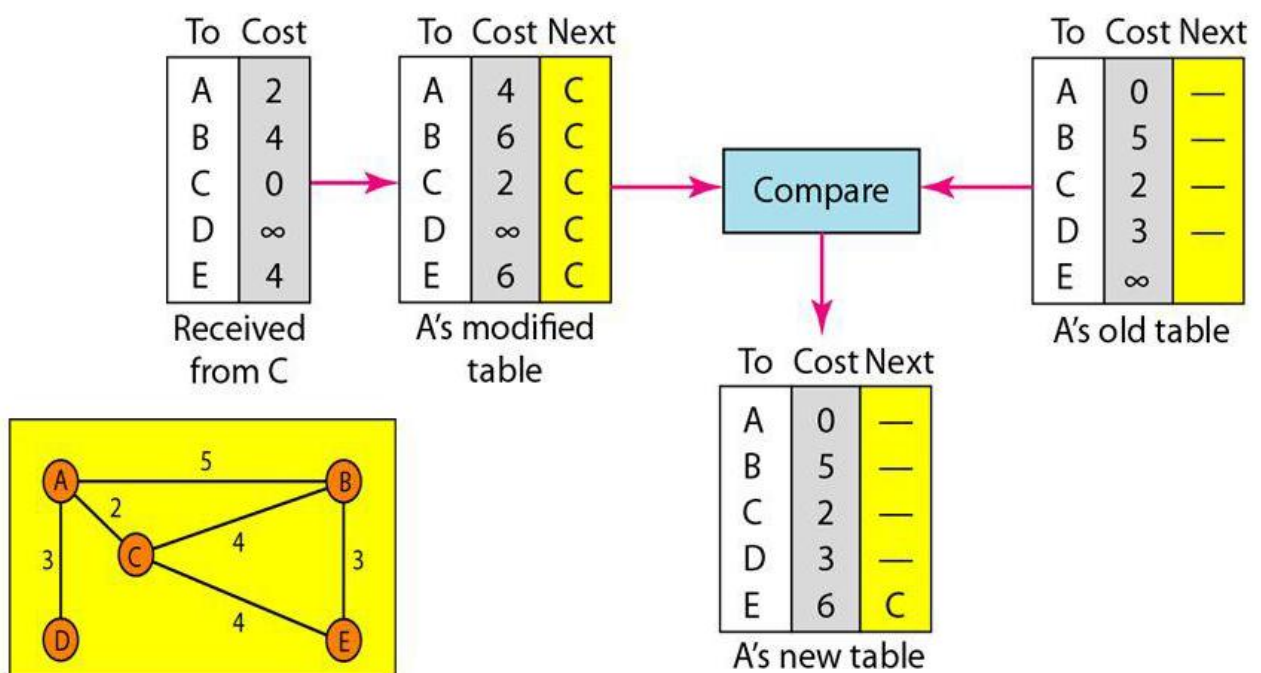 To Cost
A 2
B 4
C 0
D ∞
E 4
Received
from C
To Cost Next
A 4 C
B 6 C
C 2 C
D ∞ C
E 6 C
A's modified
table
Compare
To Cost Next
A 0 —
B 5 —
C 2 —
D 3 —
E ∞
A's old table
To Cost Next
A 0 —
B 5 —
C 2 —
D 3 —
E 6 C
A's new table
5
A B
2
C
3 4 3
4
D E